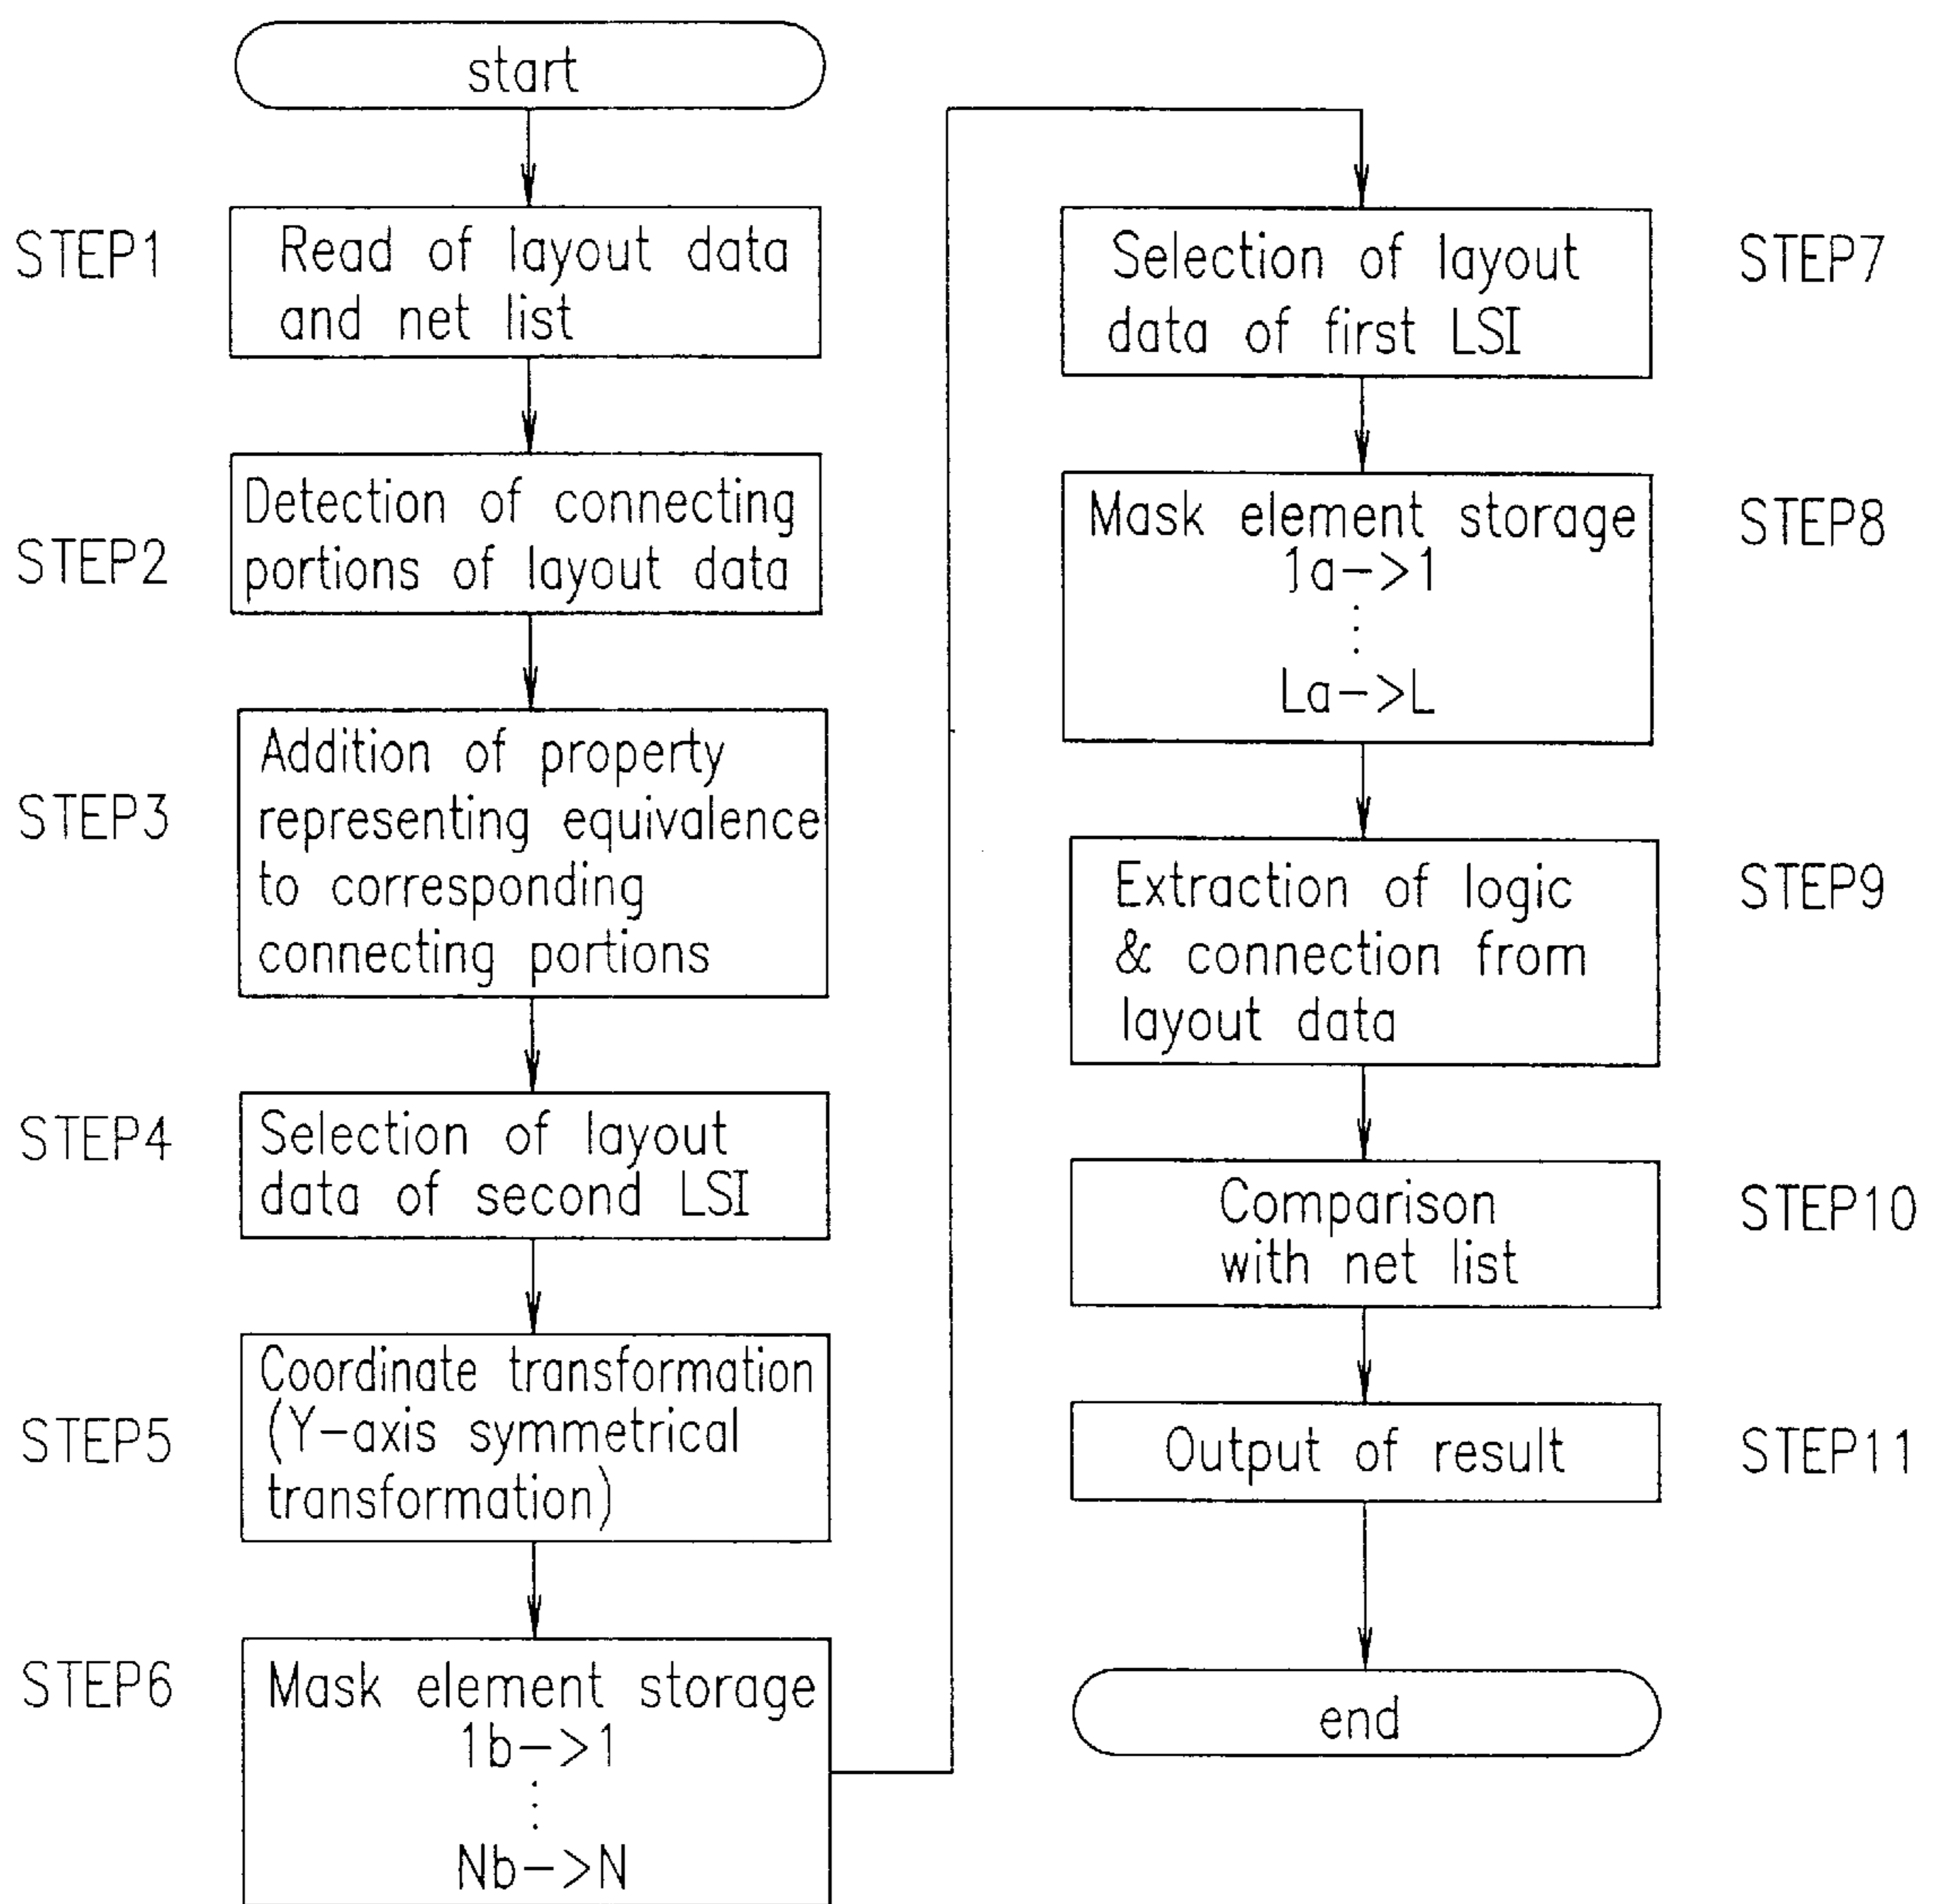 start
STEP1
Read of layout data
and net list
STEP2
Detection of connecting
portions of layout data
STEP3
Addition of property
representing equivalence
to corresponding
connecting portions
STEP4
Selection of layout
data of second LSI
STEP5
Coordinate transformation
(Y-axis symmetrical
transformation)
STEP6
Mask element storage
1b->1
⋮
Nb->N
STEP7
Selection of layout
data of first LSI
STEP8
Mask element storage
1a->1
⋮
La->L
STEP9
Extraction of logic
& connection from
layout data
STEP10
Comparison
with net list
STEP11
Output of result
end